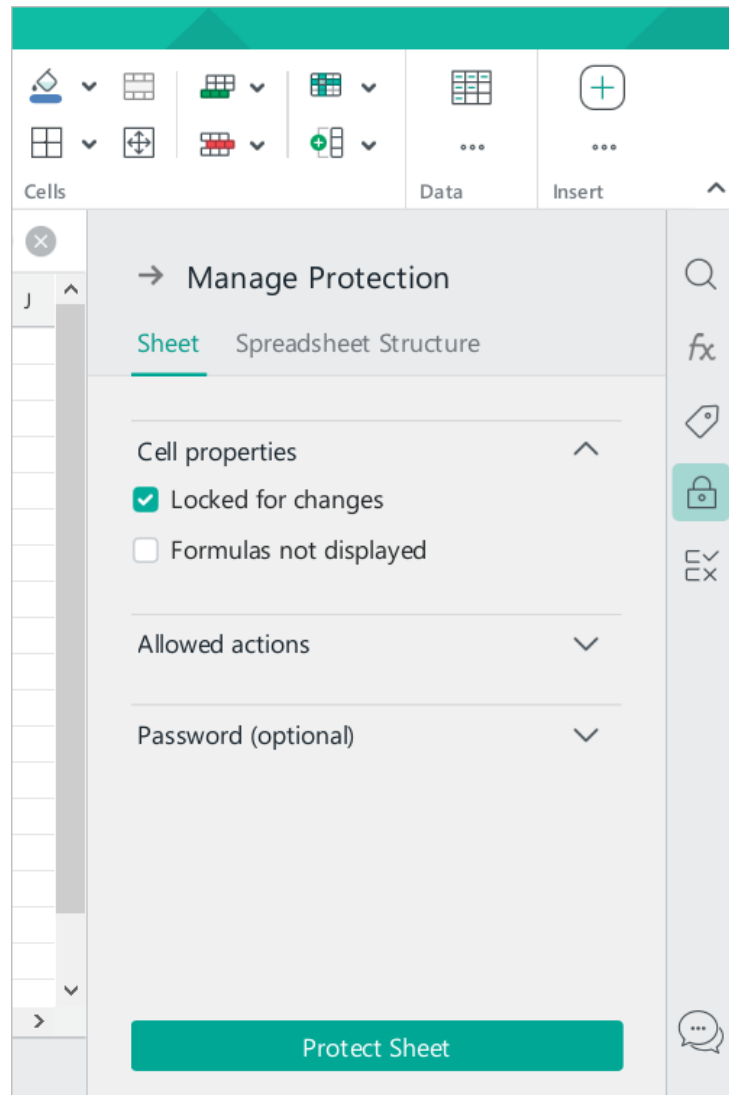 Cells
Data
Insert
J
Manage Protection
Sheet Spreadsheet Structure
fx
Cell properties
Locked for changes
Formulas not displayed
Allowed actions
Password (optional)
Protect Sheet